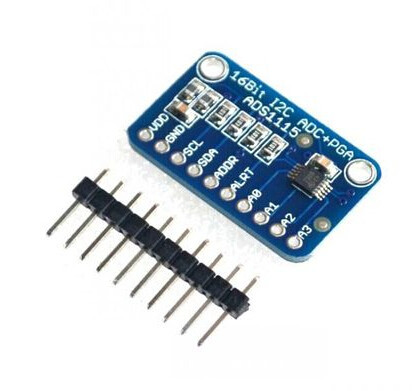 16Bit I2C ADC+PGA
ADS1115
VDD
GND
SCL
SDA
ADDR
ALRT
A0
A1
A2
A3